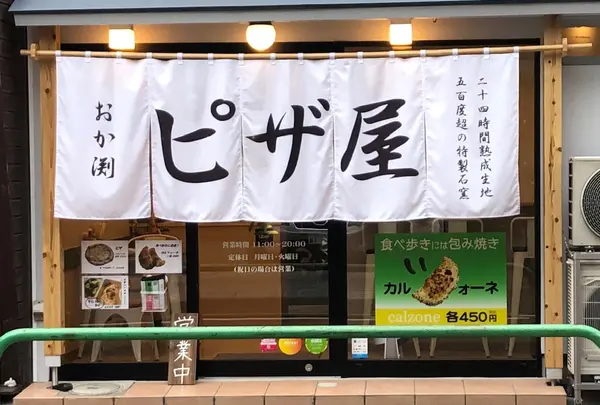 おか渕
ピザ屋
二十四時間熟成生地
五百度超の特製石窯
営業時間 11:00~20:00
定休日 月曜日・火曜日
(祝日の場合は営業)
食べ歩きには包み焼き
カルツォーネ
calzone 各450円
営業中